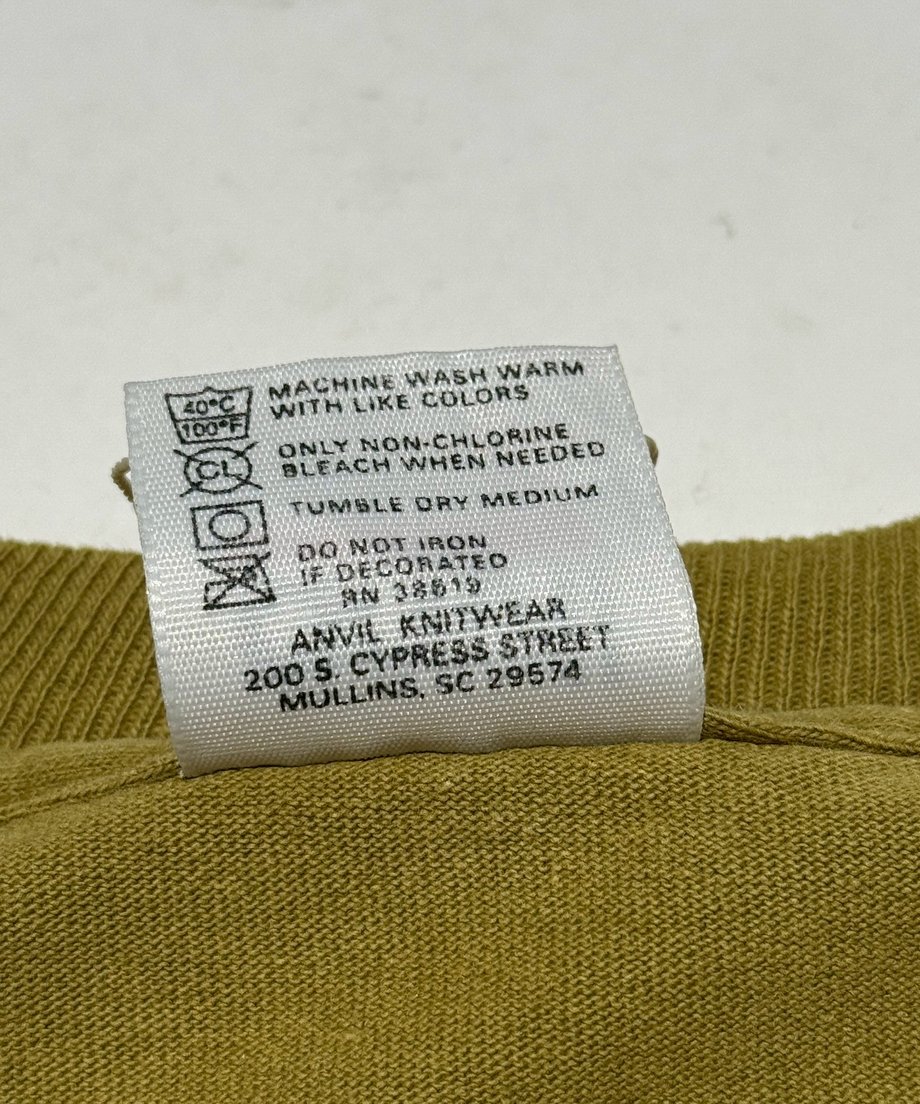 40°C
100°F
CL
MACHINE WASH WARM
WITH LIKE COLORS
ONLY NON-CHLORINE
BLEACH WHEN NEEDED
TUMBLE DRY MEDIUM
DO NOT IRON
IF DECORATED
RN
ANVIL KNITWEAR
200 S. CYPRESS STREET
MULLINS, SC 29574